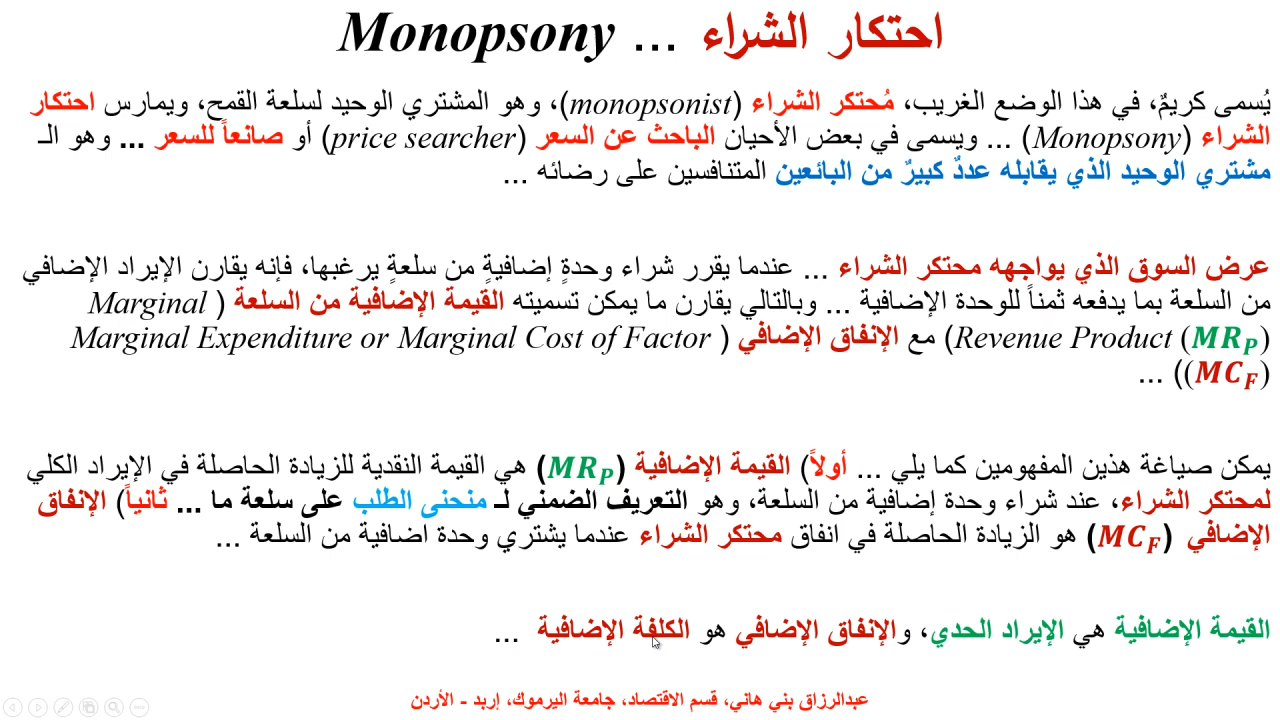 احتكار الشراء ... Monopsony
يُسمى كريمٌ، في هذا الوضع الغريب، مُحتكر الشراء (monopsonist)، وهو المشتري الوحيد لسلعة القمح، ويمارس احتكار
الشراء (Monopsony) ... ويسمى في بعض الأحيان الباحث عن السعر (price searcher) أو صانعاً للسعر ... وهو الـ
مشتري الوحيد الذي يقابله عددٌ كبيرٌ من البائعين المتنافسين على رضائه ...
عرض السوق الذي يواجهه محتكر الشراء ... عندما يقرر شراء وحدةٍ إضافيةٍ من سلعةٍ يرغبها، فإنه يقارن الإيراد الإضافي
من السلعة بما يدفعه ثمناً للوحدة الإضافية ... وبالتالي يقارن ما يمكن تسميته القيمة الإضافية من السلعة (Marginal
Revenue Product (MR_P)) مع الإنفاق الإضافي (Marginal Expenditure or Marginal Cost of Factor
(MC_F)) ...
يمكن صياغة هذين المفهومين كما يلي ... أولاً) القيمة الإضافية (MR_P) هي القيمة النقدية للزيادة الحاصلة في الإيراد الكلي
لمحتكر الشراء، عند شراء وحدة إضافية من السلعة، وهو التعريف الضمني لـ منحنى الطلب على سلعة ما ... ثانياً) الإنفاق
الإضافي (MC_F) هو الزيادة الحاصلة في انفاق محتكر الشراء عندما يشتري وحدة اضافية من السلعة ...
القيمة الإضافية هي الإيراد الحدي، والإنفاق الإضافي هو الكلفة الإضافية ...
عبدالرزاق بني هاني، قسم الاقتصاد، جامعة اليرموك، إربد - الأردن